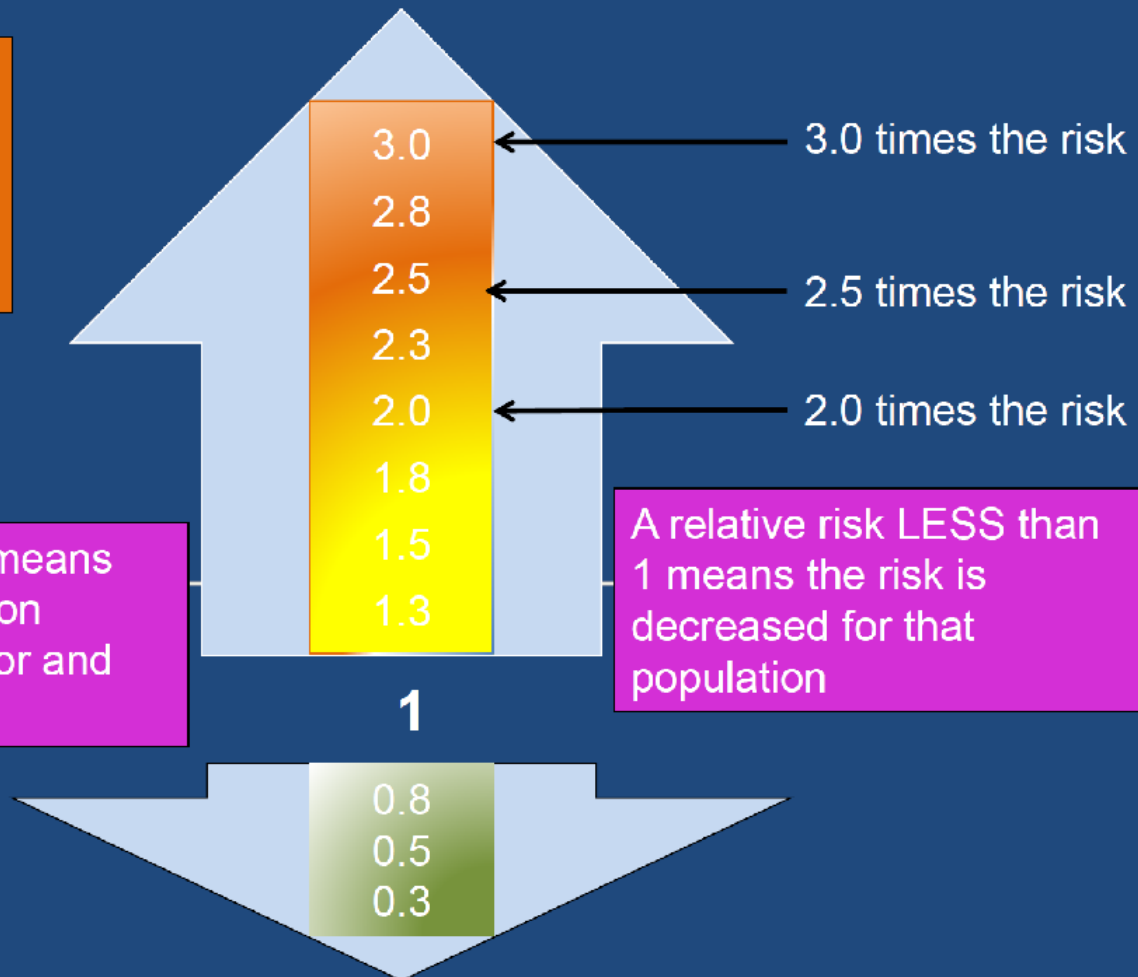 3.0
2.8
2.5
2.3
2.0
1.8
1.5
1.3
3.0 times the risk
2.5 times the risk
2.0 times the risk
means
on
or and
A relative risk LESS than
1 means the risk is
decreased for that
population
1
0.8
0.5
0.3